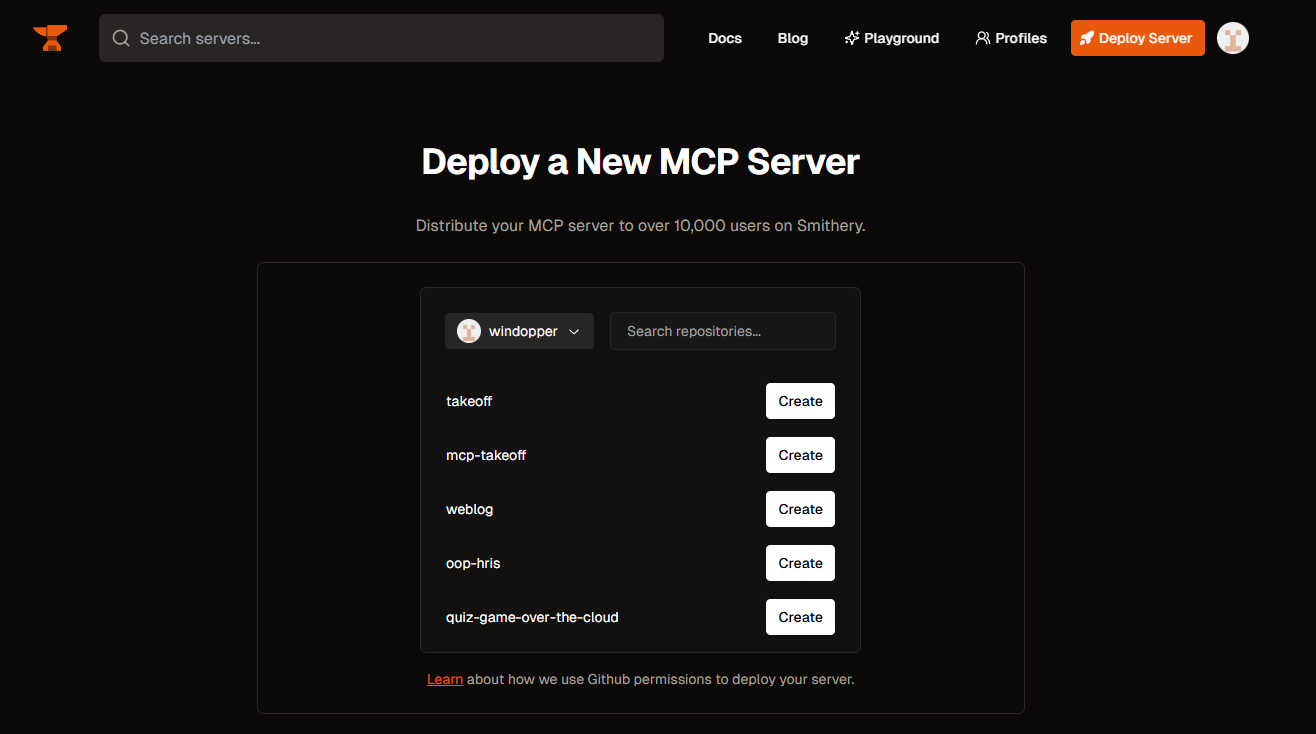 Search servers...
Docs
Blog
Playground
Profiles
Deploy Server
Deploy a New MCP Server
Distribute your MCP server to over 10,000 users on Smithery.
windopper
Search repositories...
takeoff
Create
mcp-takeoff
Create
weblog
Create
oop-hris
Create
quiz-game-over-the-cloud
Create
Learn about how we use Github permissions to deploy your server.